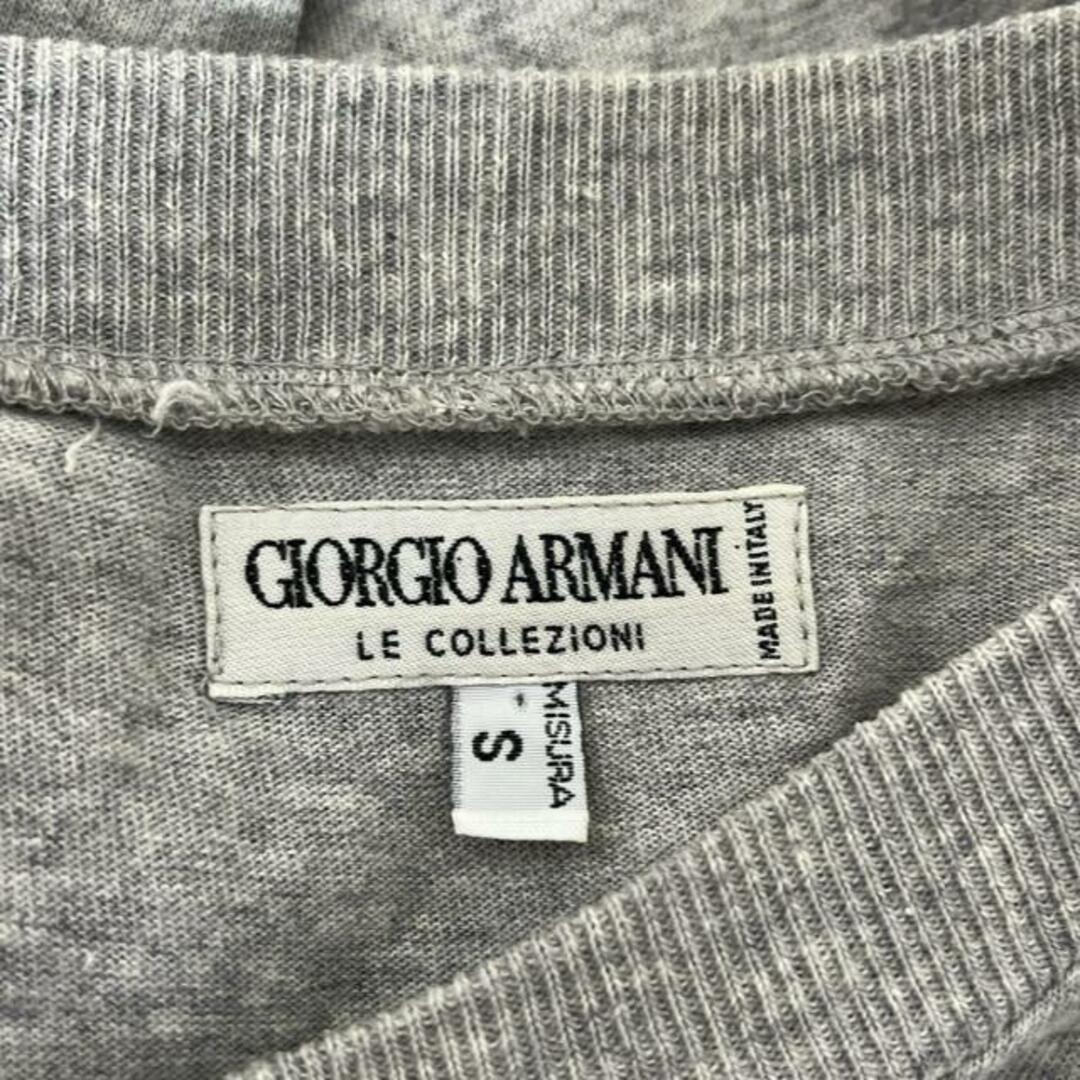 GIORGIO ARMANI
LE COLLEZIONI
MADE IN ITALY
MISURA
S